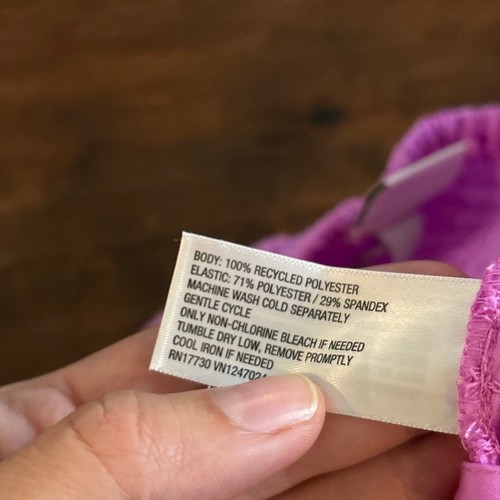 BODY: 100% RECYCLED POLYESTER
ELASTIC: 71% POLYESTER / 29% SPANDEX
MACHINE WASH COLD SEPARATELY
GENTLE CYCLE
ONLY NON-CHLORINE BLEACH IF NEEDED
TUMBLE DRY LOW, REMOVE PROMPTLY
COOL IRON IF NEEDED
RN17730